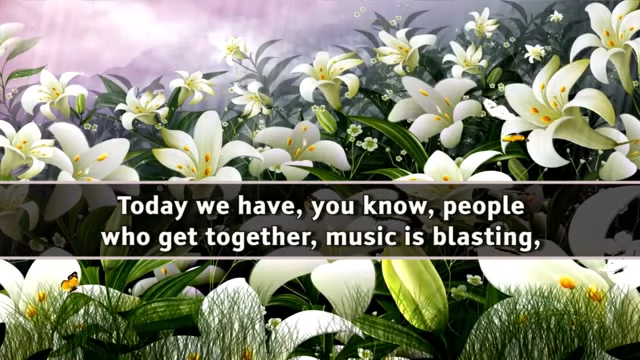 Today we have, you know, people
who get together, music is blasting,